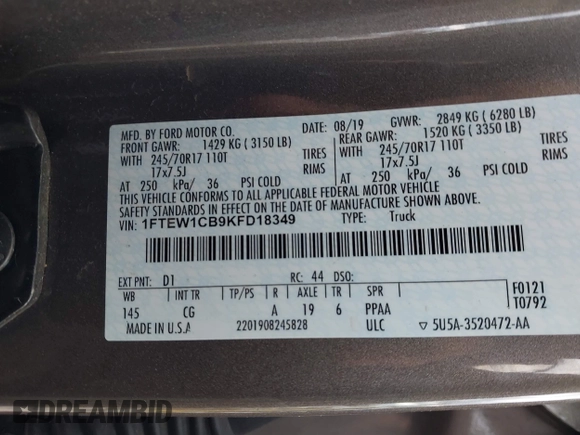 MFD. BY FORD MOTOR CO.
DATE: 08/19
GVWR: 2849 KG ( 6280 LB)
FRONT GAWR: 1429 KG ( 3150 LB)
REAR GAWR: 1520 KG ( 3350 LB)
WITH 245/70R17 110T TIRES
WITH 245/70R17 110T TIRES
17x7.5J RIMS
17x7.5J RIMS
AT 250 kPa/ 36 PSI COLD
AT 250 kPa/ 36 PSI COLD
THIS VEHICLE CONFORMS TO ALL APPLICABLE FEDERAL MOTOR VEHICLE
SAFETY STANDARDS IN EFFECT ON THE DATE OF MANUFACTURE SHOWN ABOVE.
VIN: 1FTEW1CB9KFD18349
TYPE: Truck
EXT PNT: D1 RC: 44 DSO:
WB INT TR TP/PS R AXLE TR SPR
145 CG A 19 6 PPAA
F0121
T0792
MADE IN U.S.A 2201908245828 ULC ▽ 5U5A-3520472-AA
DREAMBID